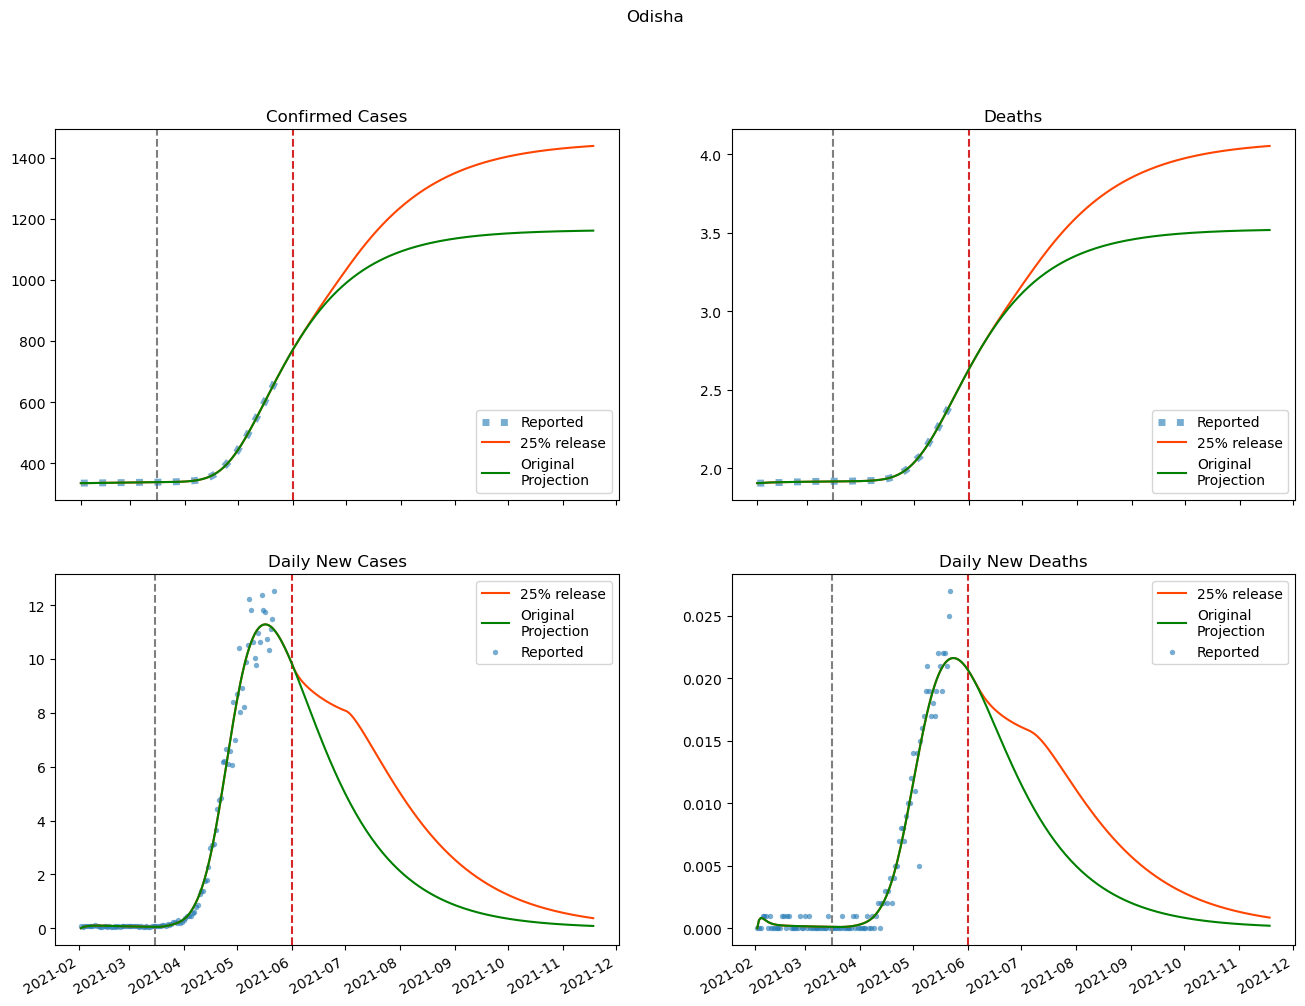 Odisha
Confirmed Cases
1400
1200
1000
800
600
400
Reported
25% release
Original
Projection
Deaths
4.0
3.5
3.0
2.5
2.0
Reported
25% release
Original
Projection
Daily New Cases
12
10
8
6
4
2
0
25% release
Original
Projection
Reported
2021-02
2021-03
2021-04
2021-05
2021-06
2021-07
2021-08
2021-09
2021-10
2021-11
2021-12
Daily New Deaths
0.025
0.020
0.015
0.010
0.005
0.000
25% release
Original
Projection
Reported
2021-02
2021-03
2021-04
2021-05
2021-06
2021-07
2021-08
2021-09
2021-10
2021-11
2021-12